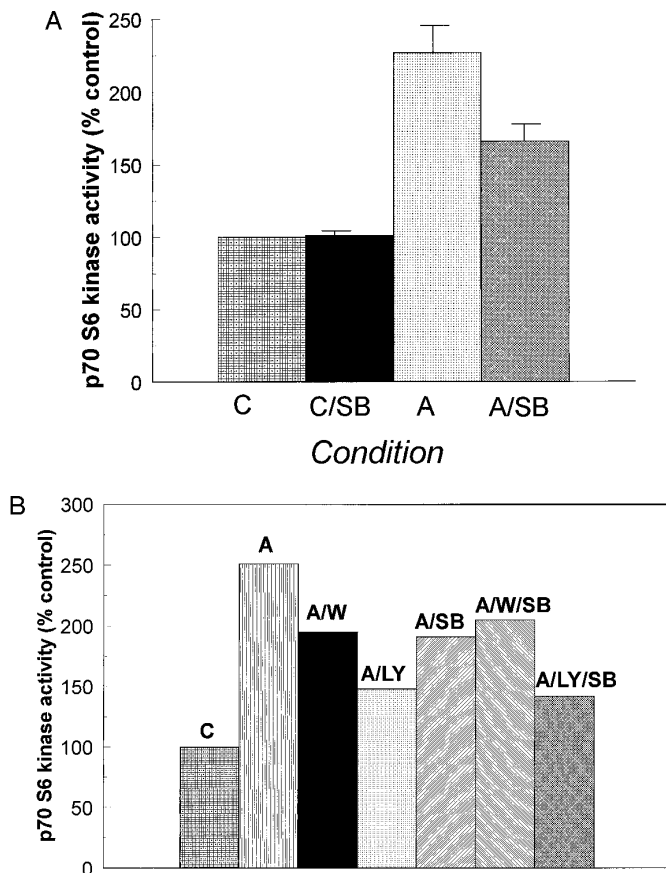 A
p70 S6 kinase activity (% control)
250
200
150
100
50
0
C C/SB A A/SB
Condition
B
p70 S6 kinase activity (% control)
300
250
200
150
100
50
0
C
A
A/W
A/LY
A/SB
A/W/SB
A/LY/SB